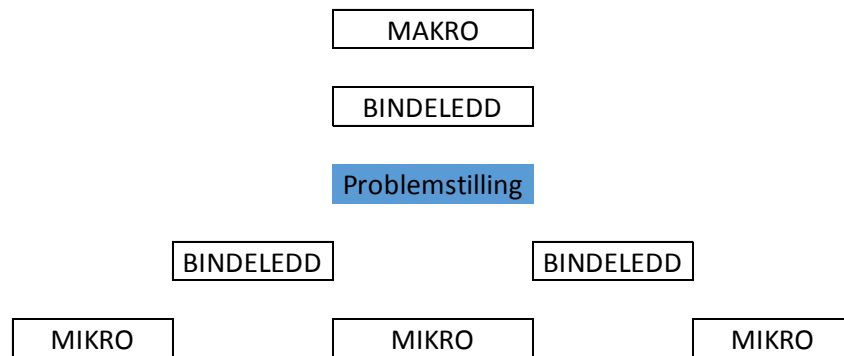 MAKRO
BINDELEDD
Problemstilling
BINDELEDD BINDELEDD
MIKRO MIKRO MIKRO